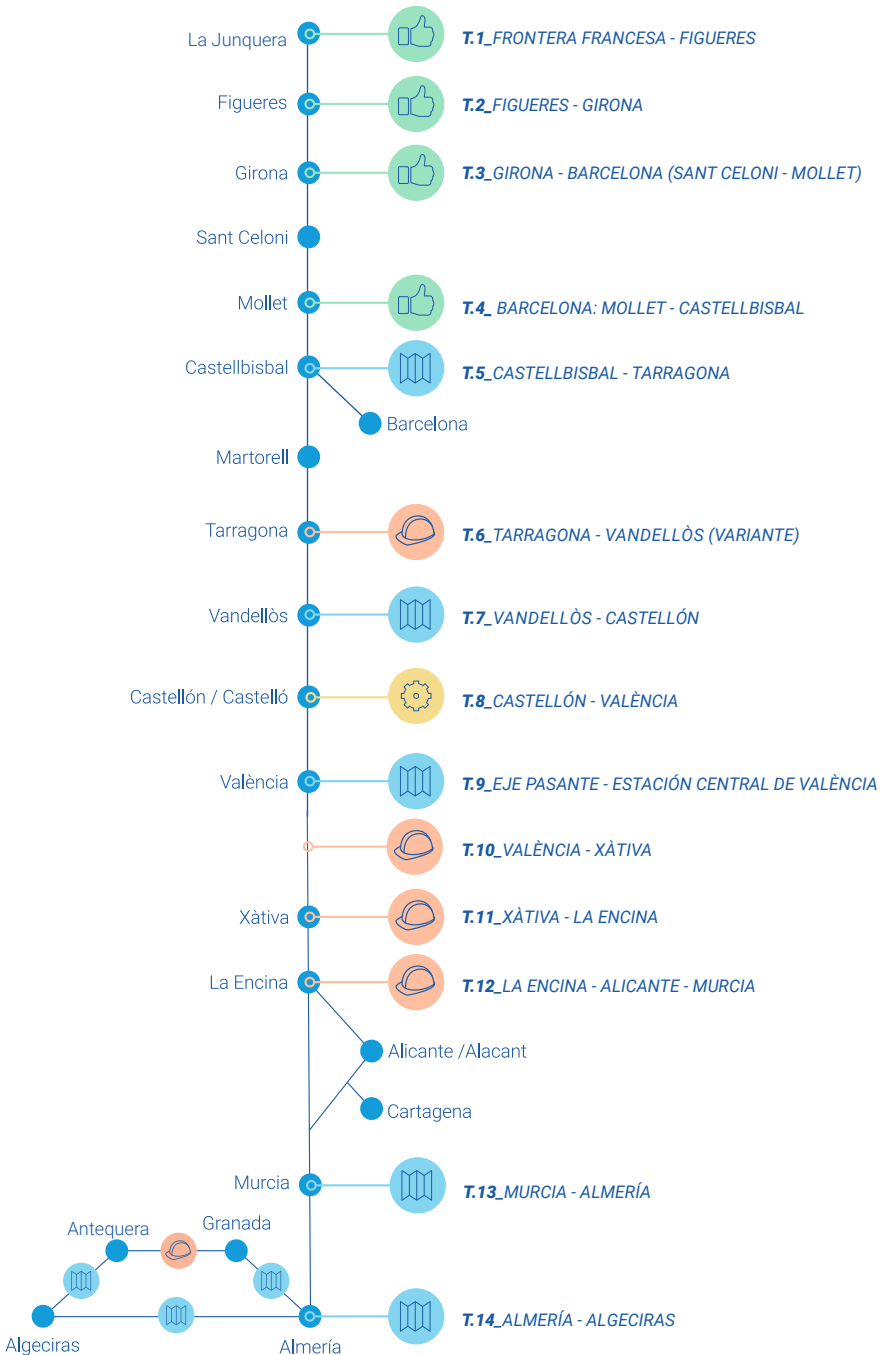 La Junquera
T.1_FRONTERA FRANCESA - FIGUERES
Figueres
T.2_FIGUERES - GIRONA
Girona
T.3_GIRONA - BARCELONA (SANT CELONI - MOLLET)
Sant Celoni
Mollet
T.4_ BARCELONA: MOLLET - CASTELLBISBAL
Castellbisbal
T.5_CASTELLBISBAL - TARRAGONA
Barcelona
Martorell
Tarragona
T.6_TARRAGONA - VANDELLÒS (VARIANTE)
Vandellòs
T.7_VANDELLÒS - CASTELLÓN
Castellón / Castelló
T.8_CASTELLÓN - VALÈNCIA
València
T.9_EJE PASANTE - ESTACIÓN CENTRAL DE VALÈNCIA
T.10_VALÈNCIA - XÀTIVA
Xàtiva
T.11_XÀTIVA - LA ENCINA
La Encina
T.12_LA ENCINA - ALICANTE - MURCIA
Alicante /Alacant
Cartagena
Murcia
T.13_MURCIA - ALMERÍA
Antequera
Granada
T.14_ALMERÍA - ALGECIRAS
Algeciras
Almería